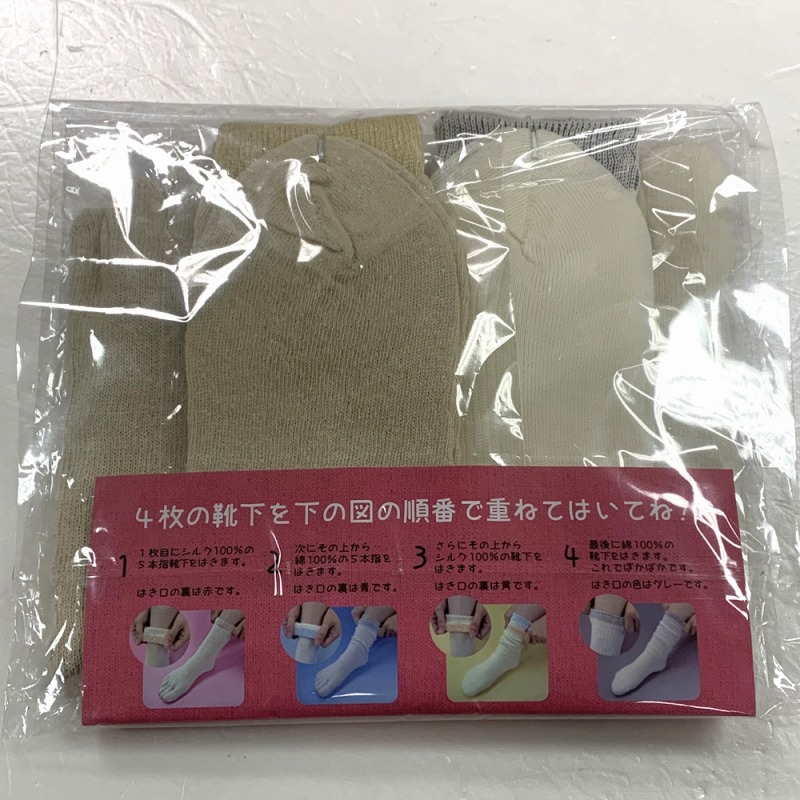 4枚の靴下を下の図の順番で重ねてはいてね!
1
1枚目にシルク100%の
5本指靴下をはきます。
はき口の裏は赤です。
2
次にその上から
綿100%の5本指を
はきます。
はき口の裏は青です。
3
さらにその上から
シルク100%の靴下を
はきます。
はき口の裏は黄です。
4
最後に綿100%の
靴下をはきます。
これでぽかぽかです。
はき口の色はグレーです。